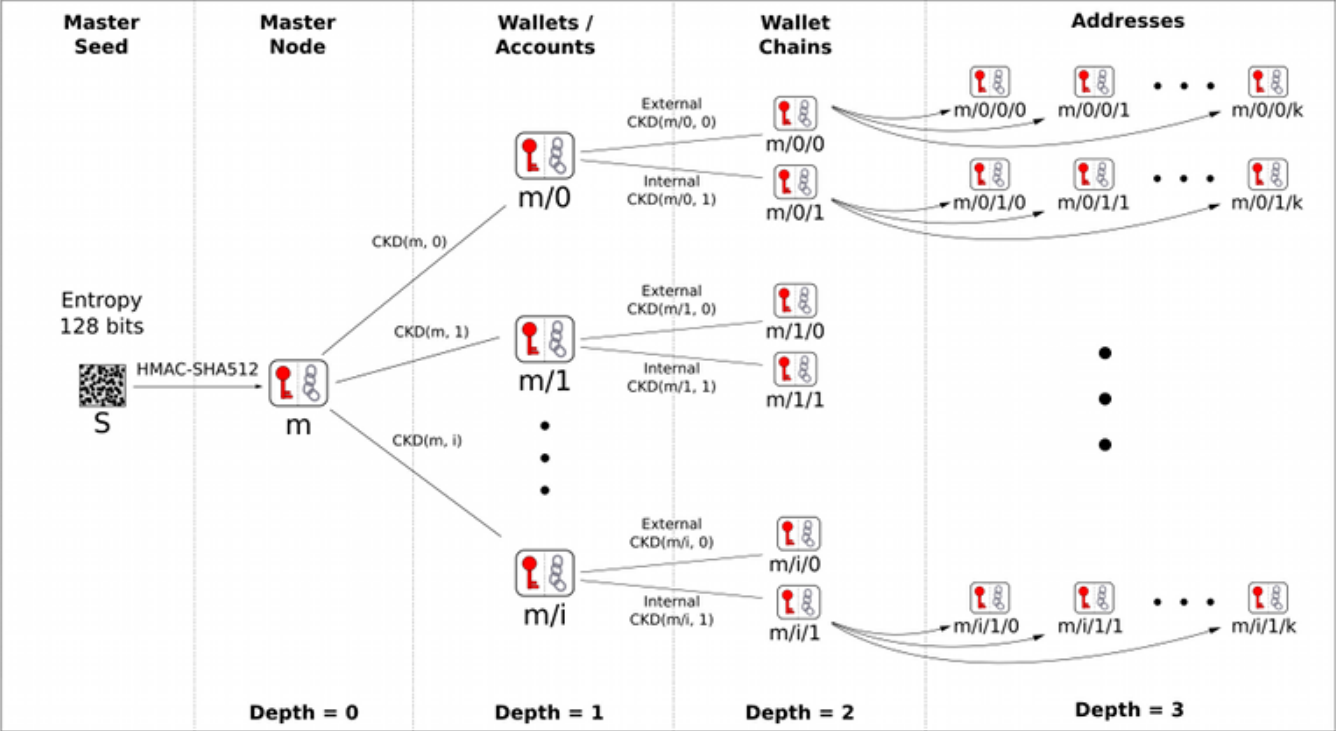 Master
Seed
Master
Node
Wallets /
Accounts
Wallet
Chains
Addresses
Entropy
128 bits
S
HMAC-SHA512
m
CKD(m, 0)
CKD(m, 1)
CKD(m, i)
m/0
m/1
m/i
External
CKD(m/0, 0)
Internal
CKD(m/0, 1)
External
CKD(m/1, 0)
Internal
CKD(m/1, 1)
External
CKD(m/i, 0)
Internal
CKD(m/i, 1)
m/0/0
m/0/1
m/1/0
m/1/1
m/i/0
m/i/1
m/0/0/0 m/0/0/1 m/0/0/k
m/0/1/0 m/0/1/1 m/0/1/k
m/i/1/0 m/i/1/1 m/i/1/k
Depth = 0
Depth = 1
Depth = 2
Depth = 3